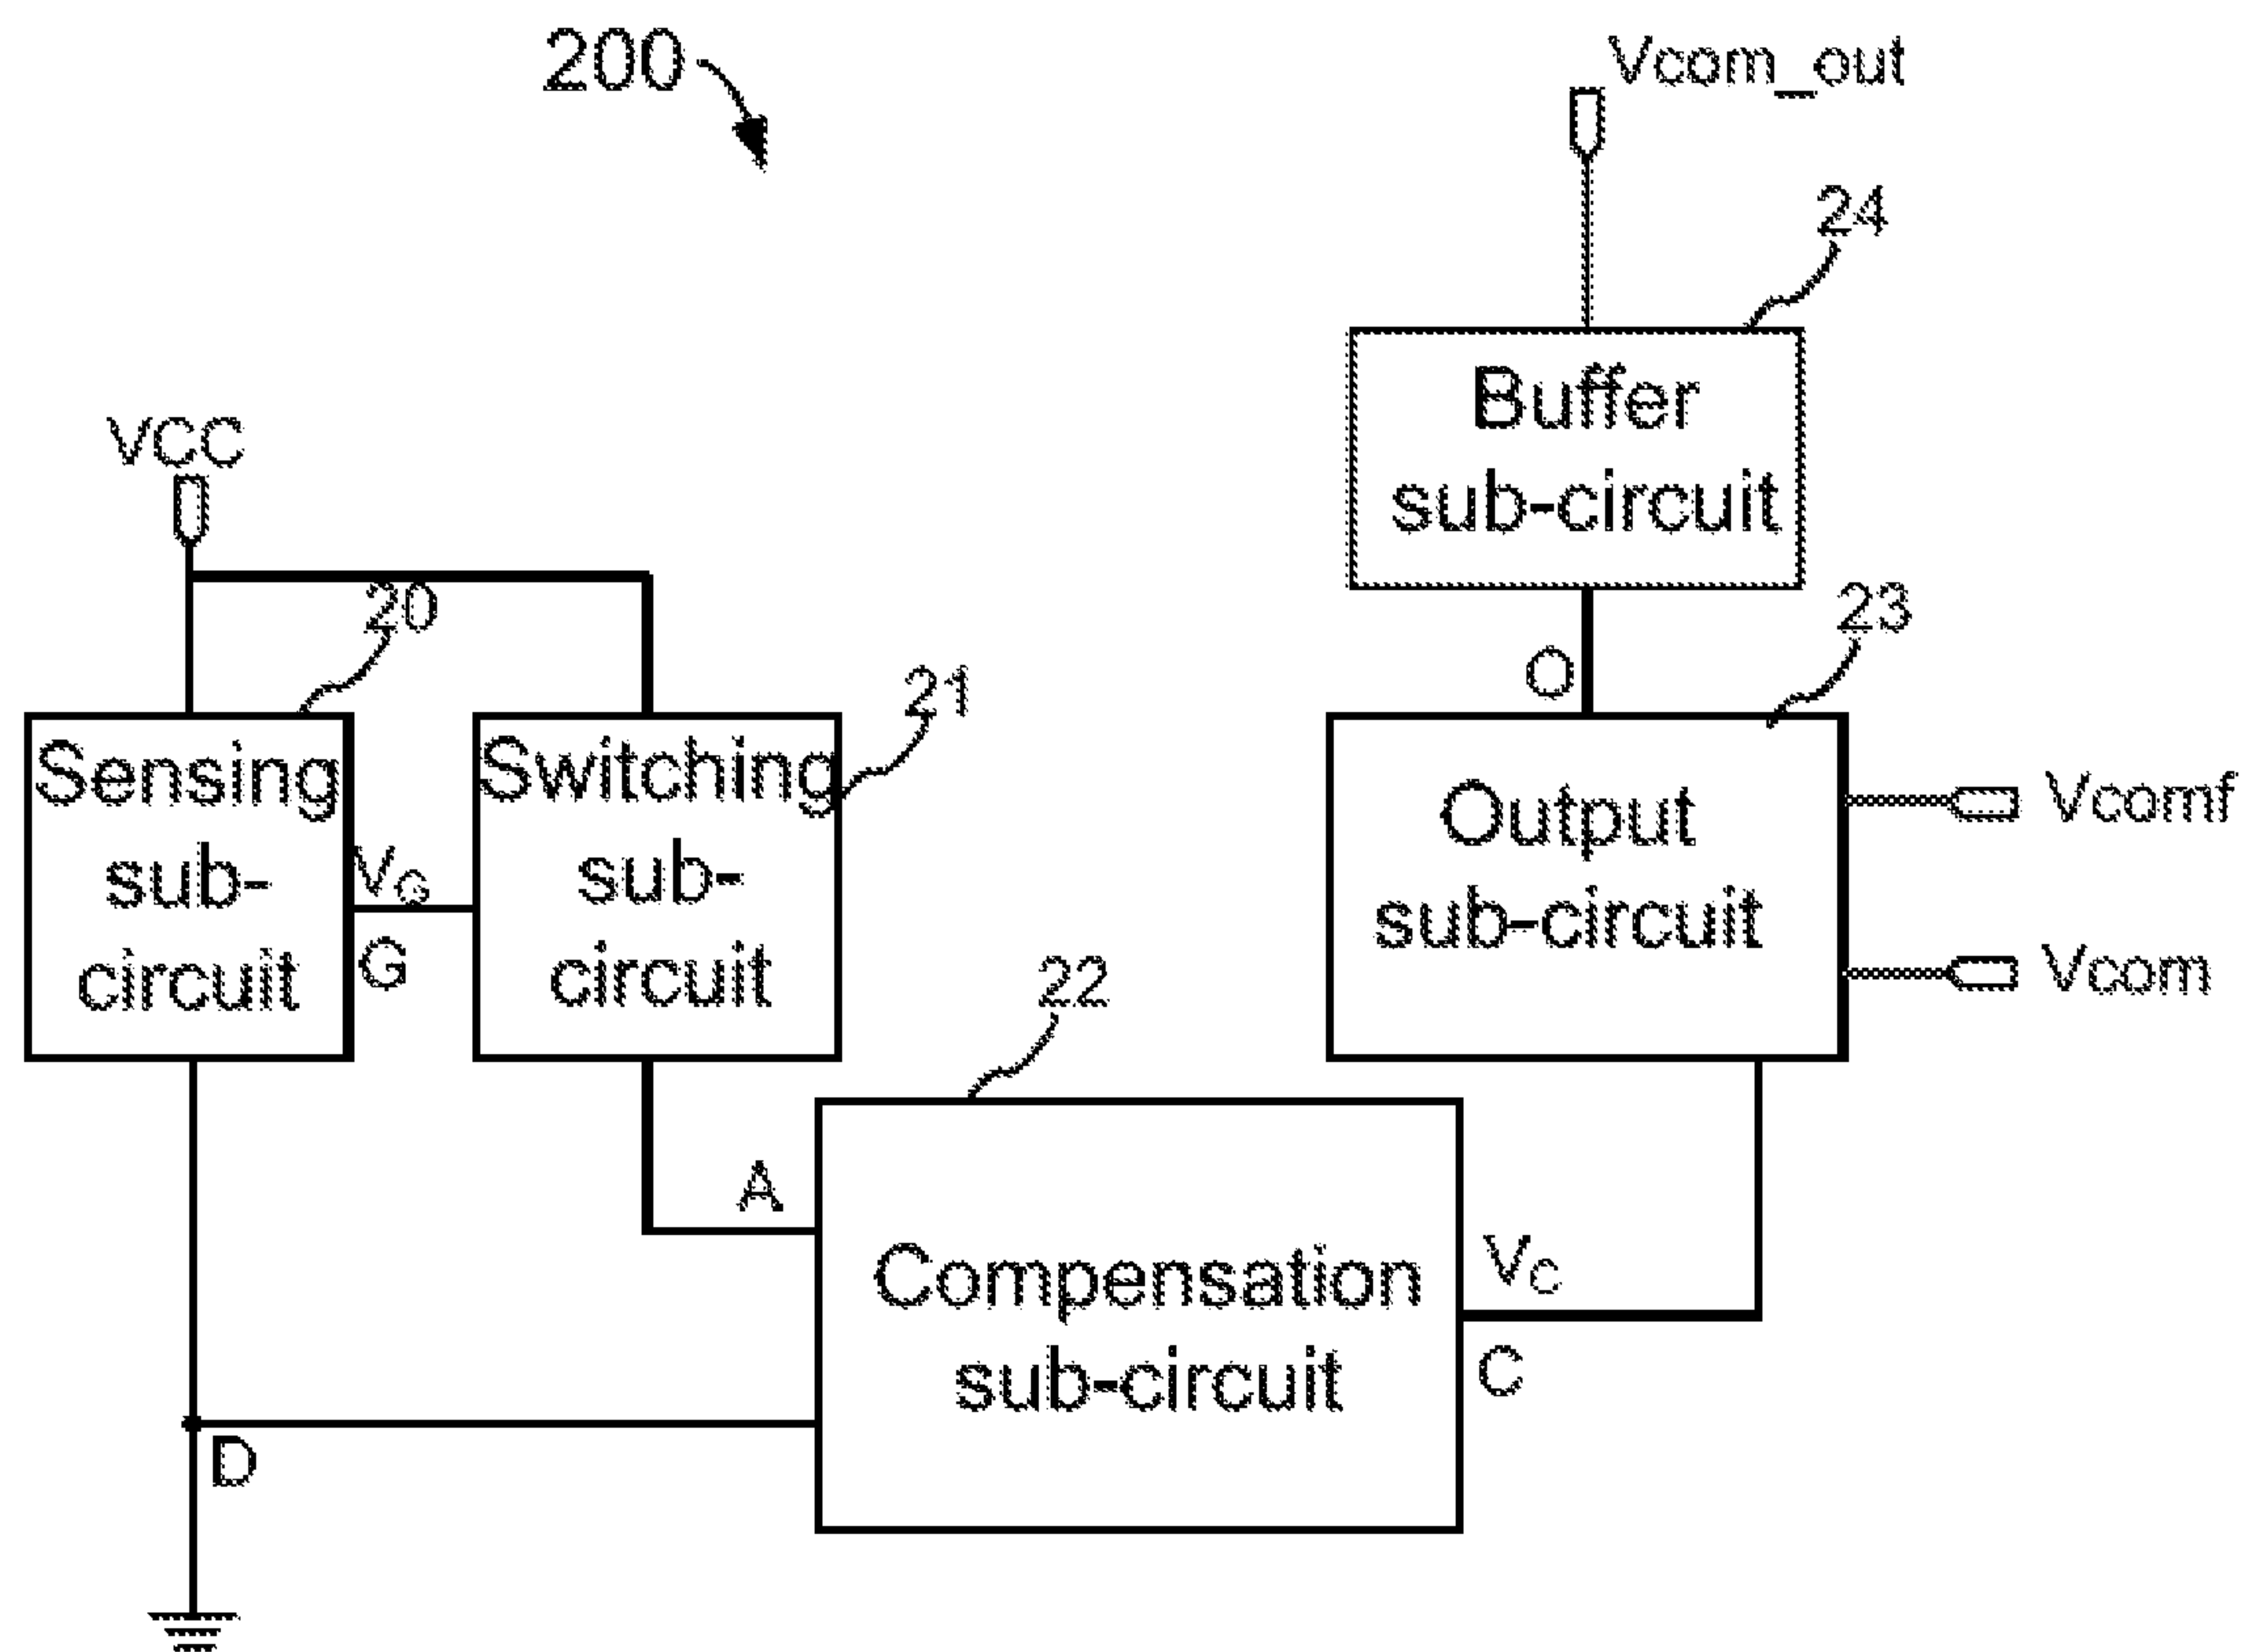 200
Vcom_out
24
Buffer
sub-circuit
VCC
20
23
O
21
Sensing
sub-
circuit
Switching
sub-
circuit
Output
sub-circuit
Vcomf
VG
G
Vcom
22
A
Compensation
sub-circuit
VC
C
D